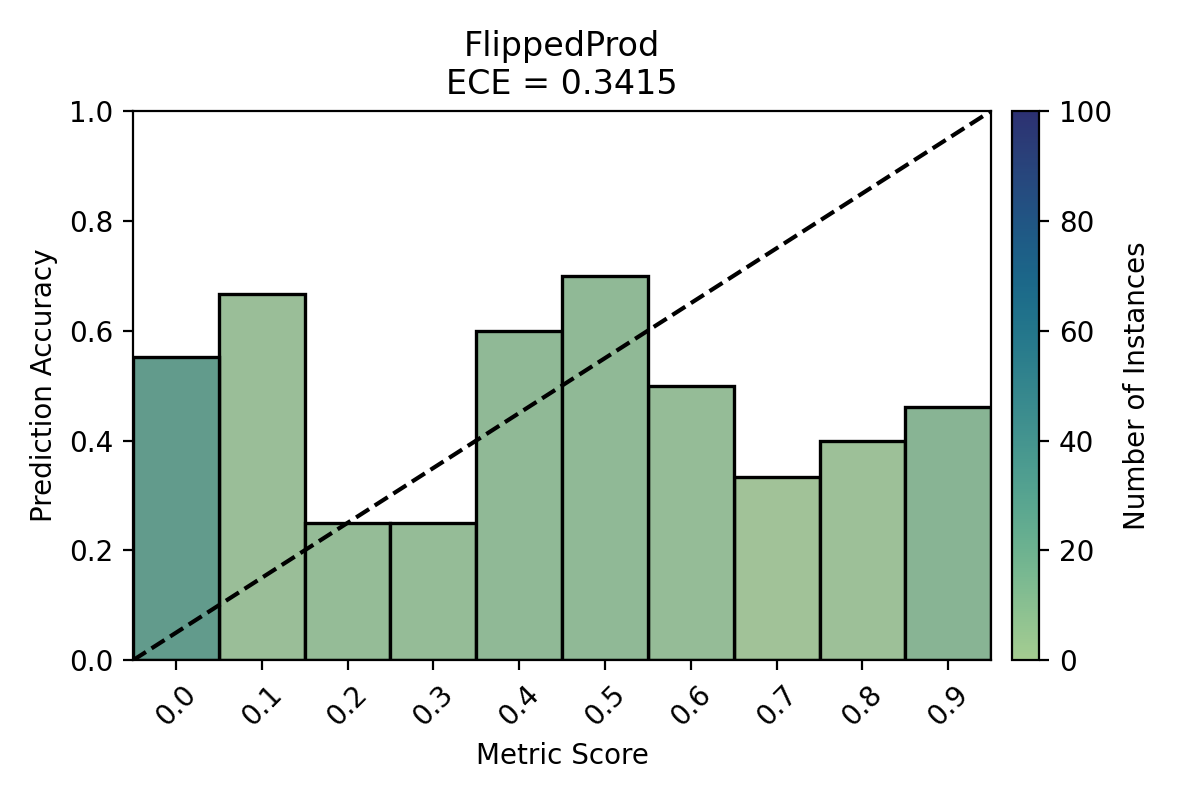 FlippedProd
ECE = 0.3415
1.0
0.8
0.6
0.4
0.2
0.0
Prediction Accuracy
0.0 0.1 0.2 0.3 0.4 0.5 0.6 0.7 0.8 0.9
Metric Score
100
80
60
40
20
0
Number of Instances